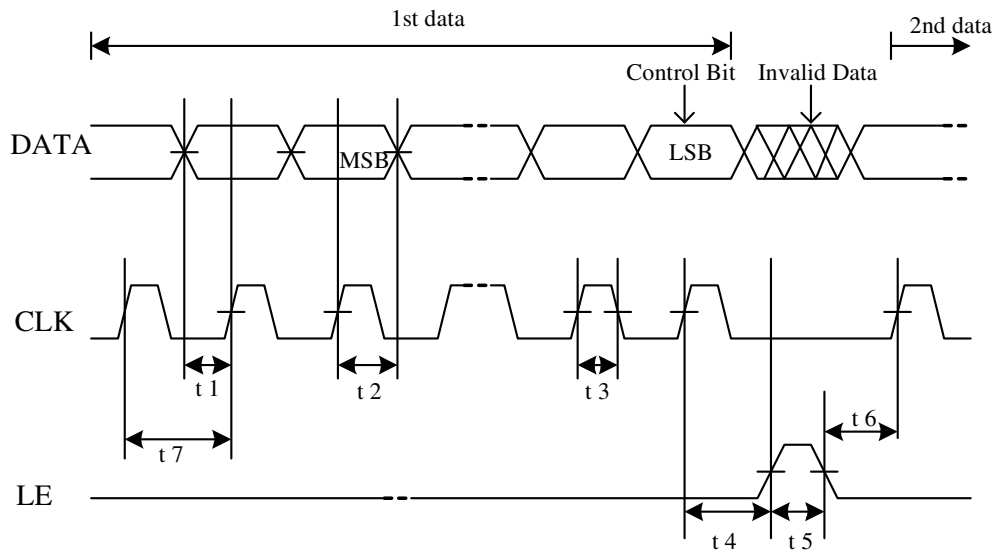 1st data
2nd data
Control Bit
Invalid Data
DATA
MSB
LSB
CLK
t 1
t 2
t 3
t 7
t 6
LE
t 4
t 5